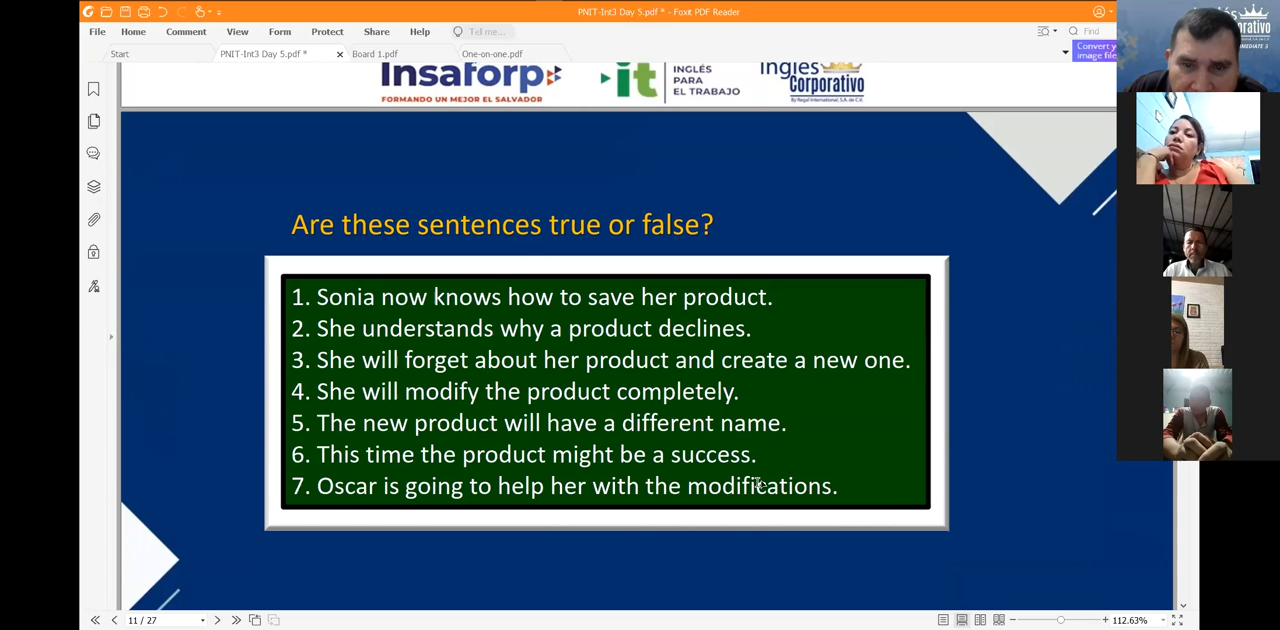 PNIT-Int3 Day 5.pdf * - Foxit PDF Reader
File Home Comment View Form Protect Share Help Tell me... Find
Start PNIT-Int3 Day 5.pdf * Board 1.pdf One-on-one.pdf
Convert y
image file
Insaforp
FORMANDO UN MEJOR EL SALVADOR
it
INGLÉS
PARA
EL TRABAJO
Inglés
Corporativo
By Regal International, S.A. de C.V.
Are these sentences true or false?
1. Sonia now knows how to save her product.
2. She understands why a product declines.
3. She will forget about her product and create a new one.
4. She will modify the product completely.
5. The new product will have a different name.
6. This time the product might be a success.
7. Oscar is going to help her with the modifications.
11 / 27
112.63%